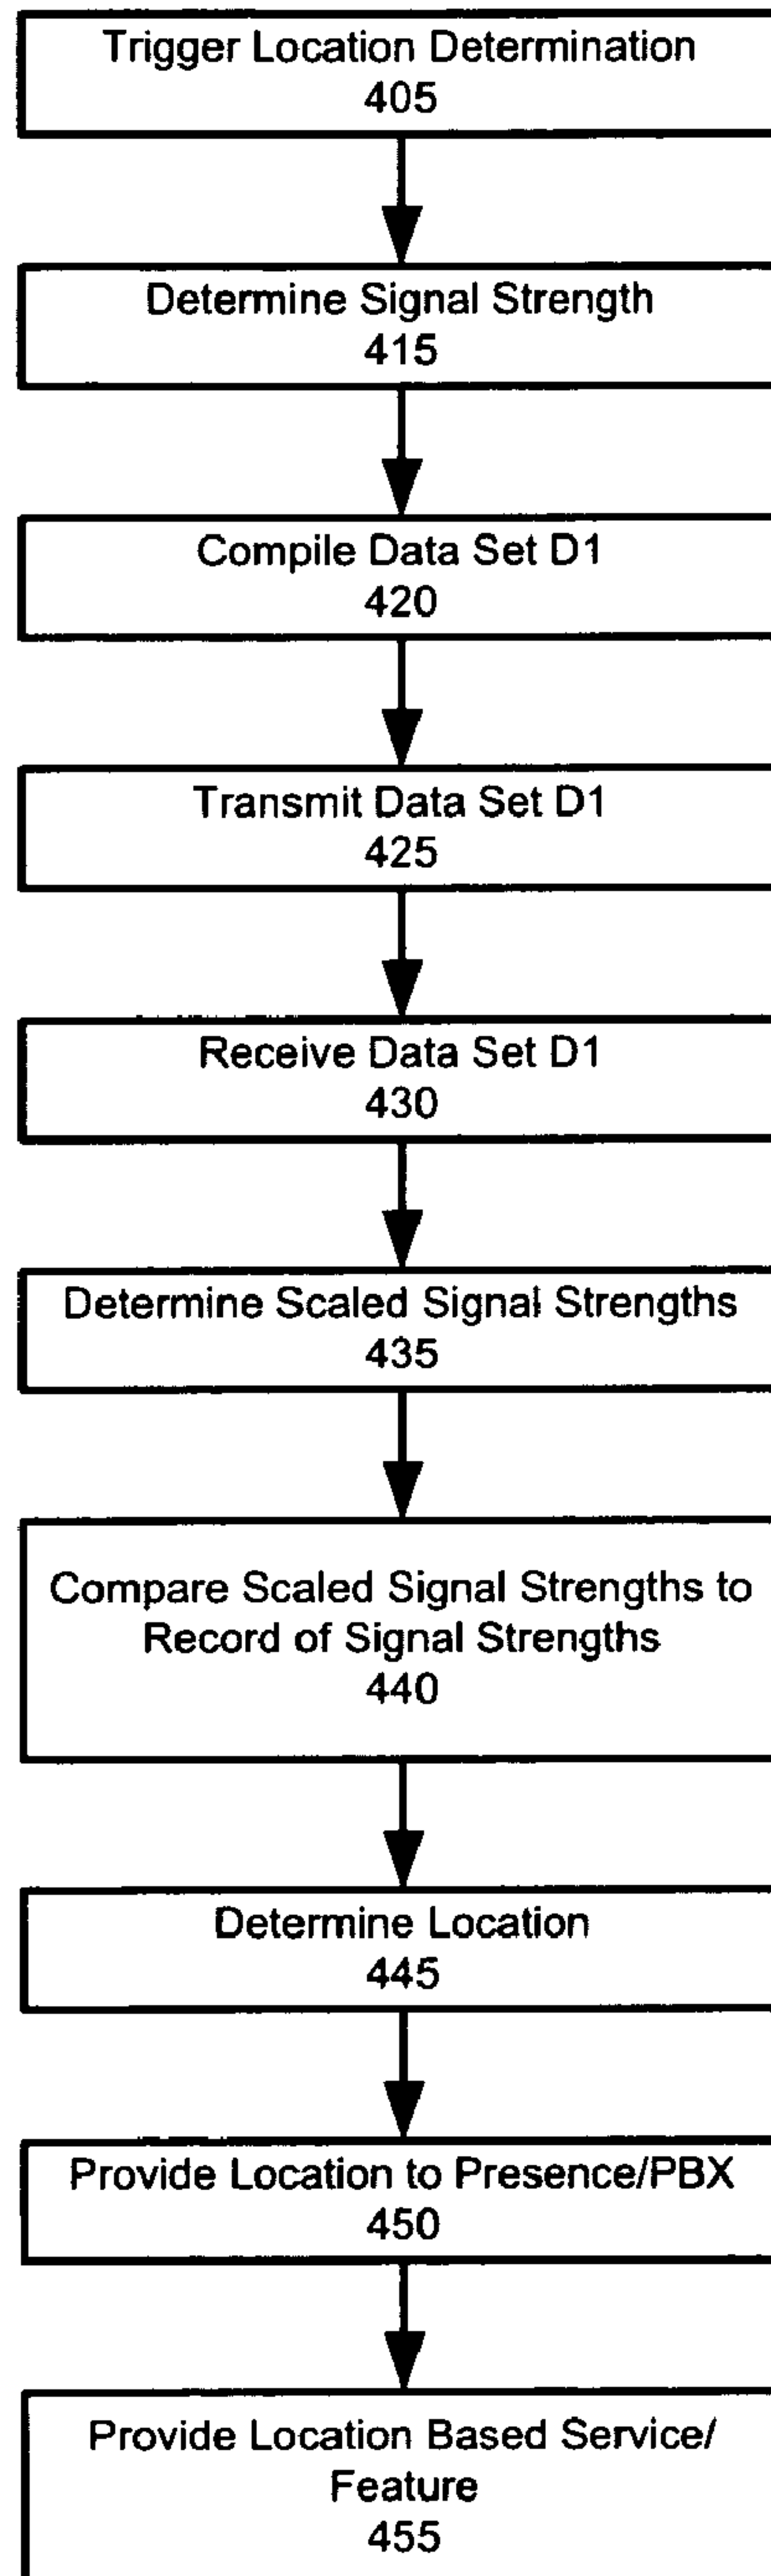 Trigger Location Determination
405
Determine Signal Strength
415
Compile Data Set D1
420
Transmit Data Set D1
425
Receive Data Set D1
430
Determine Scaled Signal Strengths
435
Compare Scaled Signal Strengths to
Record of Signal Strengths
440
Determine Location
445
Provide Location to Presence/PBX
450
Provide Location Based Service/
Feature
455